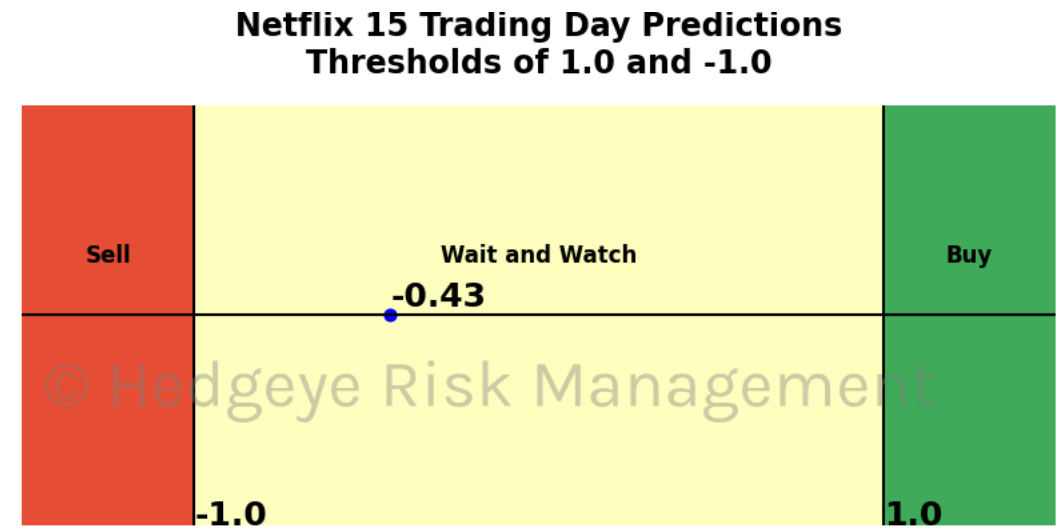 Netflix 15 Trading Day Predictions
Thresholds of 1.0 and -1.0
Sell
Wait and Watch
Buy
-0.43
© Hedgeye Risk Management
-1.0
1.0